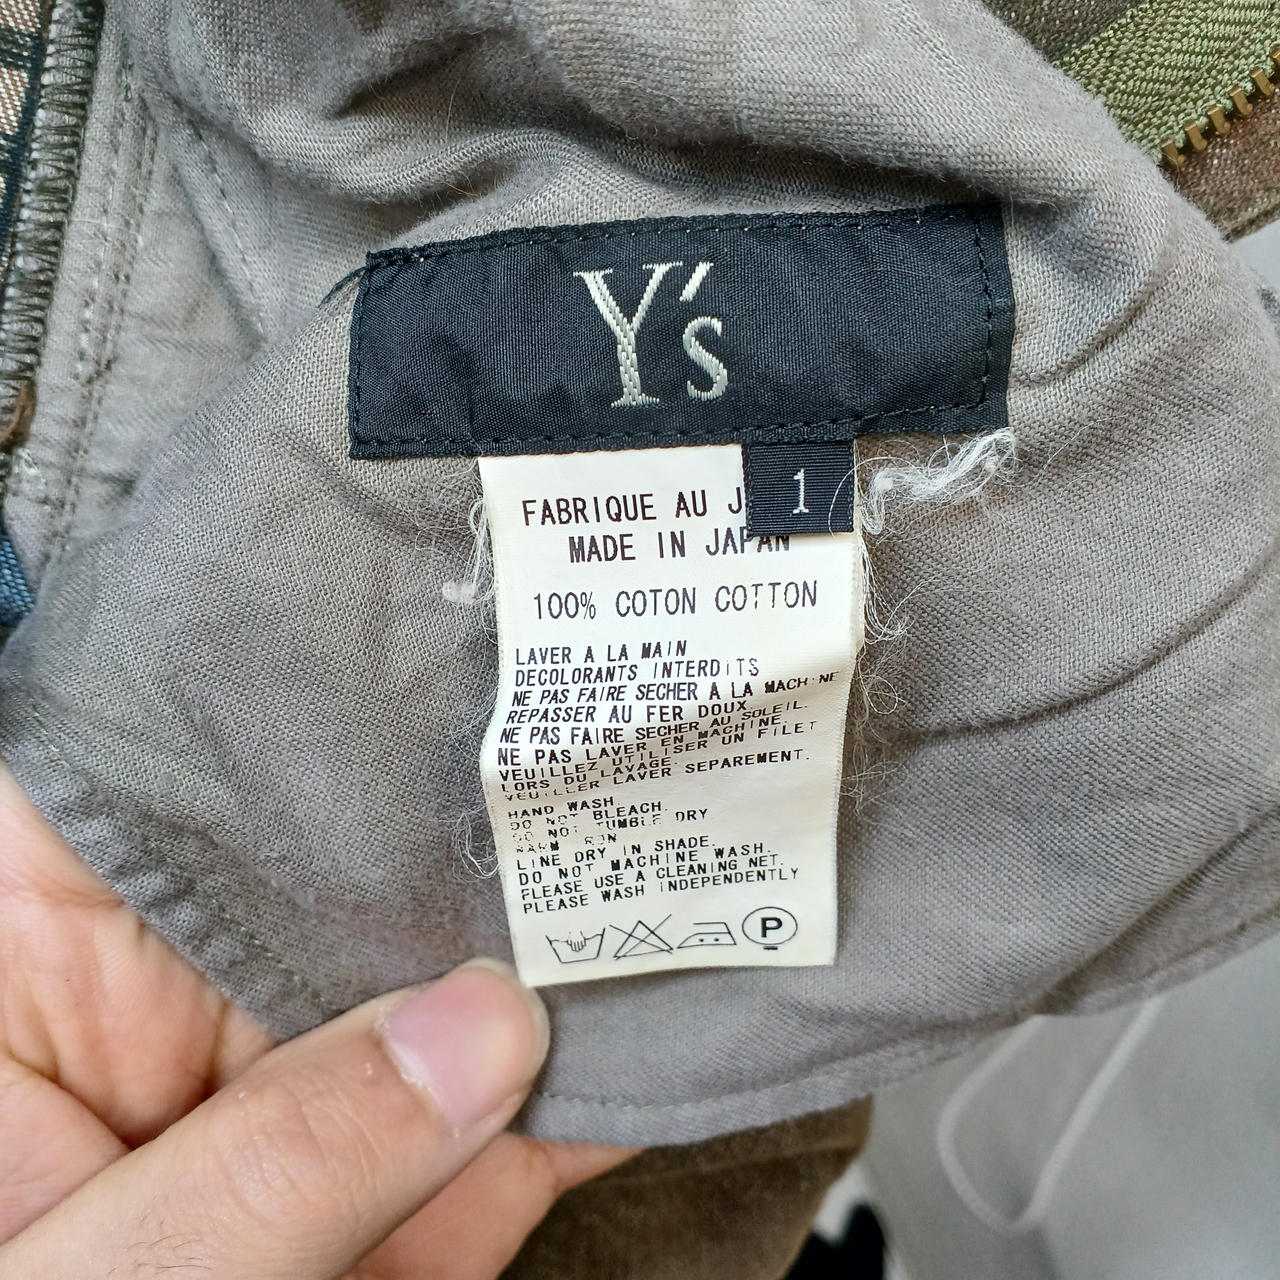 Y's
1
FABRIQUE AU J
MADE IN JAPAN
100% COTON COTTON
LAVER A LA MAIN
DECOLORANTS INTERDITS
NE PAS FAIRE SECHER A LA MACHINE
REPASSER AU FER DOUX
NE PAS FAIRE SECHER AU SOLEIL.
NE PAS LAVER EN MACHINE.
VEUILLEZ UTILISER UN FILET
LORS DU LAVAGE.
VEUILLER LAVER SEPAREMENT.
HAND WASH.
DO NOT BLEACH.
DO NOT TUMBLE DRY
WARM IRON
LINE DRY IN SHADE.
DO NOT MACHINE WASH.
PLEASE USE A CLEANING NET.
PLEASE WASH INDEPENDENTLY
P